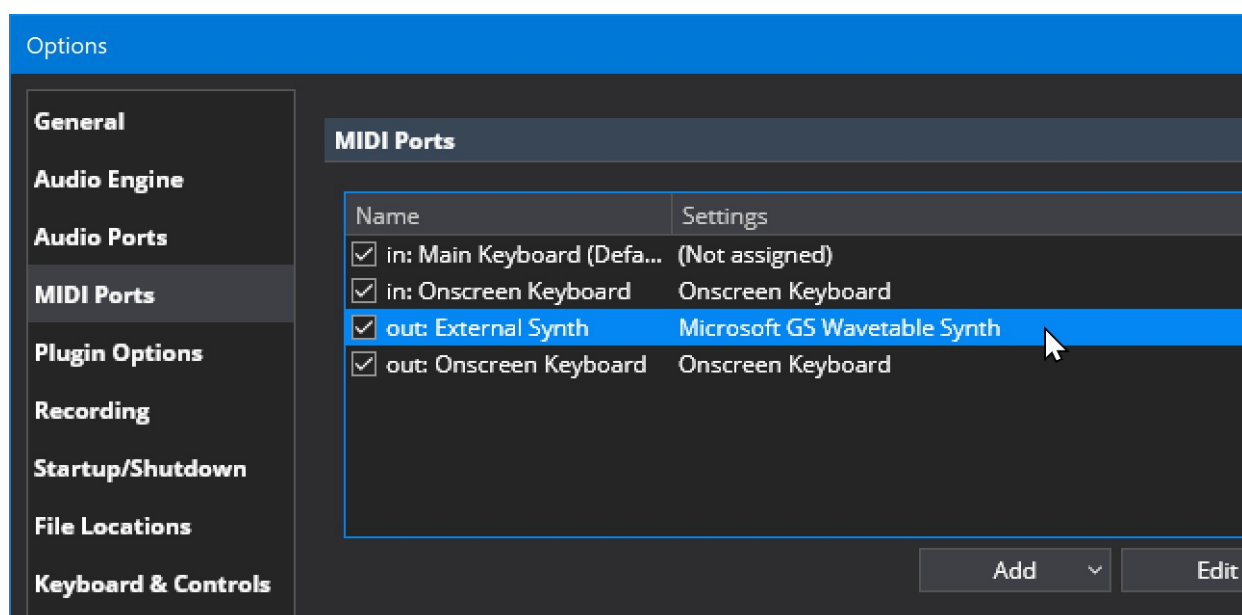 Options
General
Audio Engine
Audio Ports
MIDI Ports
Plugin Options
Recording
Startup/Shutdown
File Locations
Keyboard & Controls
MIDI Ports
Name Settings
in: Main Keyboard (Defa... (Not assigned)
in: Onscreen Keyboard Onscreen Keyboard
out: External Synth Microsoft GS Wavetable Synth
out: Onscreen Keyboard Onscreen Keyboard
Add Edit